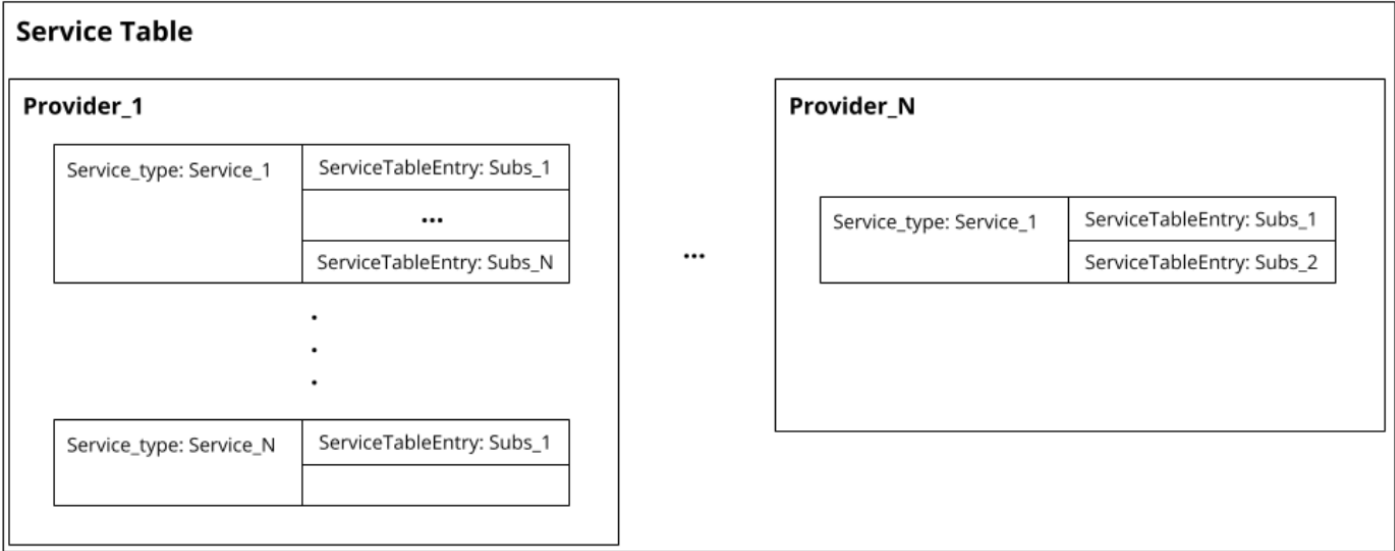 Service Table
Provider_1
Service_type: Service_1
ServiceTableEntry: Subs_1
...
ServiceTableEntry: Subs_N
.
.
.
Service_type: Service_N
ServiceTableEntry: Subs_1
...
Provider_N
Service_type: Service_1
ServiceTableEntry: Subs_1
ServiceTableEntry: Subs_2